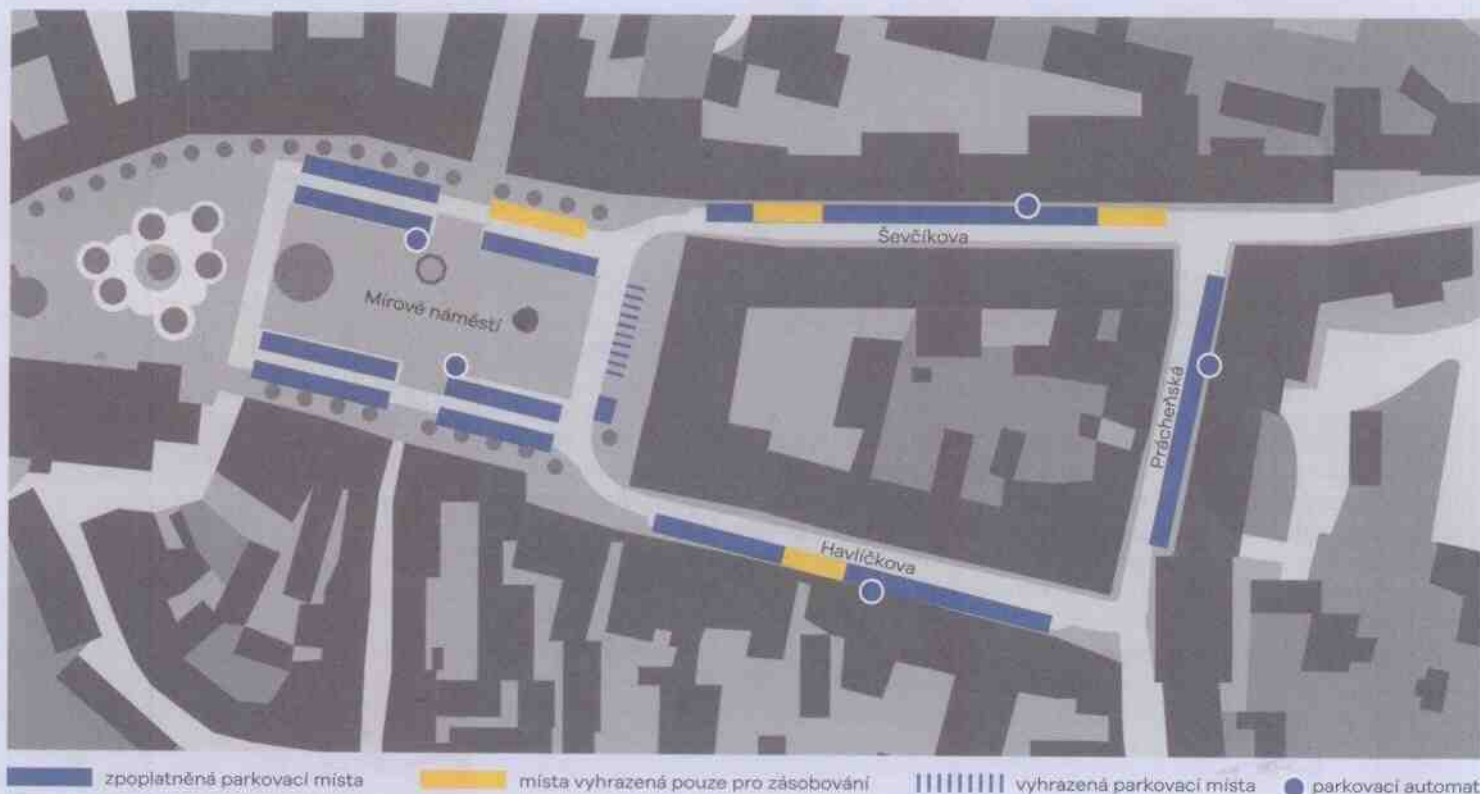 Ševčíkova
Mírové náměstí
Prácheňská
Havlíčkova
zpoplatněná parkovací místa
místa vyhrazená pouze pro zásobování
vyhrazená parkovací místa
parkovací automat